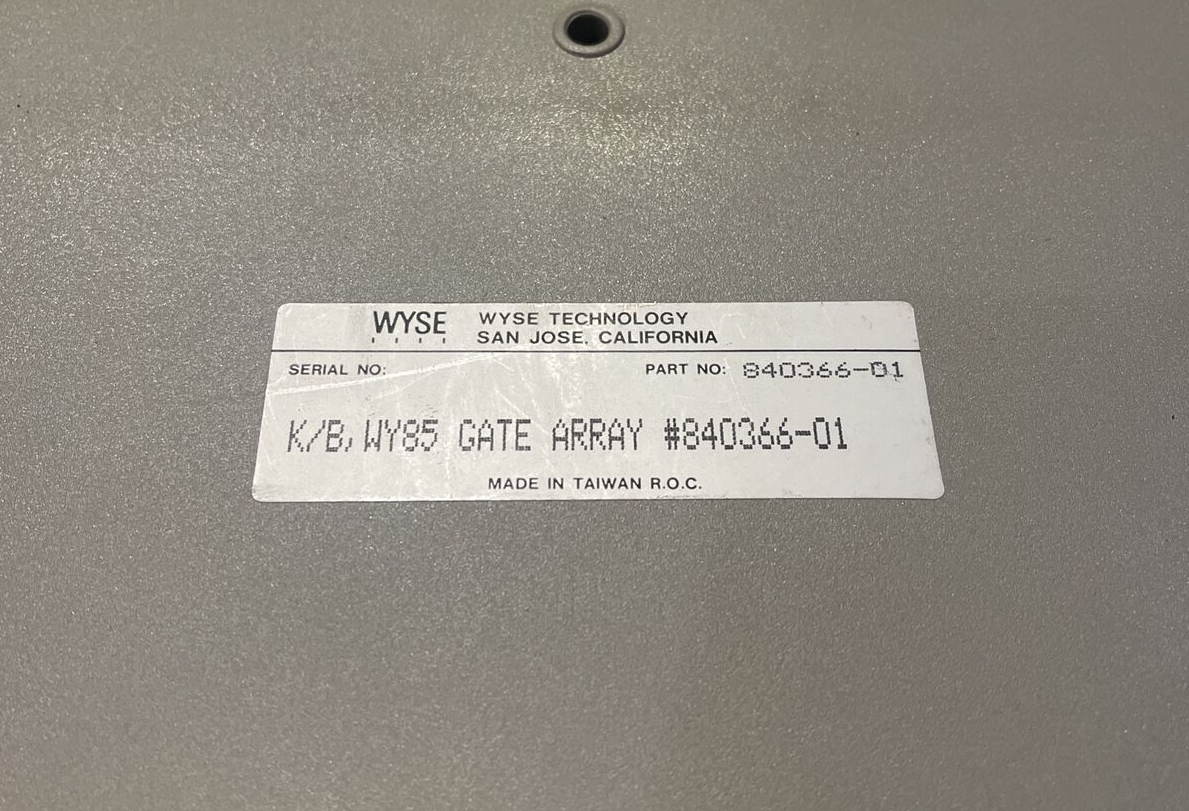 WYSE WYSE TECHNOLOGY
SAN JOSE, CALIFORNIA
SERIAL NO: PART NO: 840366-01
K/B, WY85 GATE ARRAY #840366-01
MADE IN TAIWAN R.O.C.